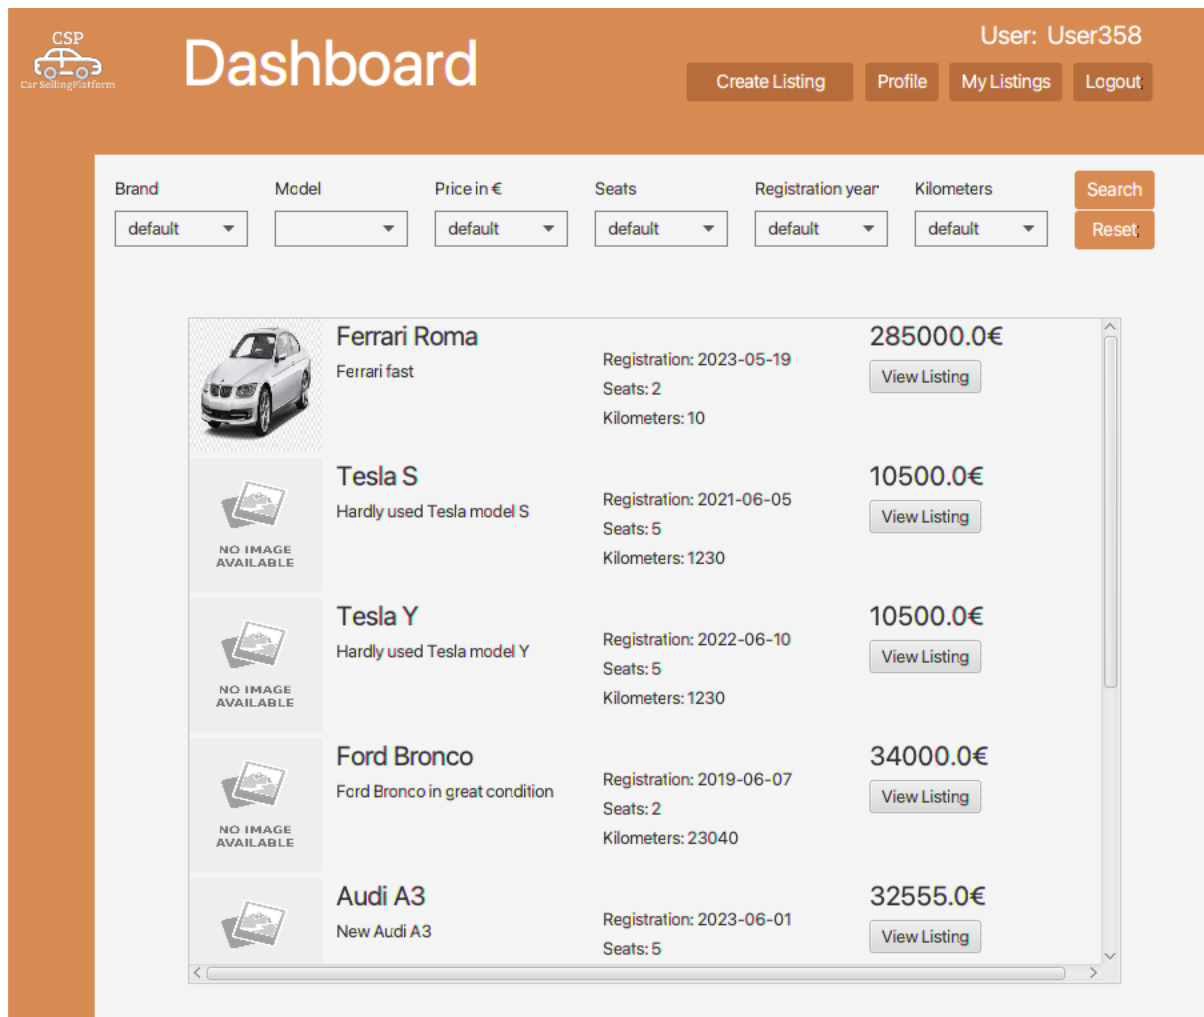 CSP
Car SellingPlatform
Dashboard
User: User358
Create Listing Profile My Listings Logout
Brand Model Price in € Seats Registration year Kilometers Search
default default default default default Reset
Ferrari Roma 285000.0€
Ferrari fast Registration: 2023-05-19 View Listing
Seats: 2
Kilometers: 10
Tesla S 10500.0€
Hardly used Tesla model S Registration: 2021-06-05 View Listing
Seats: 5
NO IMAGE
AVAILABLE Kilometers: 1230
Tesla Y 10500.0€
Hardly used Tesla model Y Registration: 2022-06-10 View Listing
Seats: 5
NO IMAGE
AVAILABLE Kilometers: 1230
Ford Bronco 34000.0€
Ford Bronco in great condition Registration: 2019-06-07 View Listing
Seats: 2
NO IMAGE
AVAILABLE Kilometers: 23040
Audi A3 32555.0€
New Audi A3 Registration: 2023-06-01 View Listing
Seats: 5